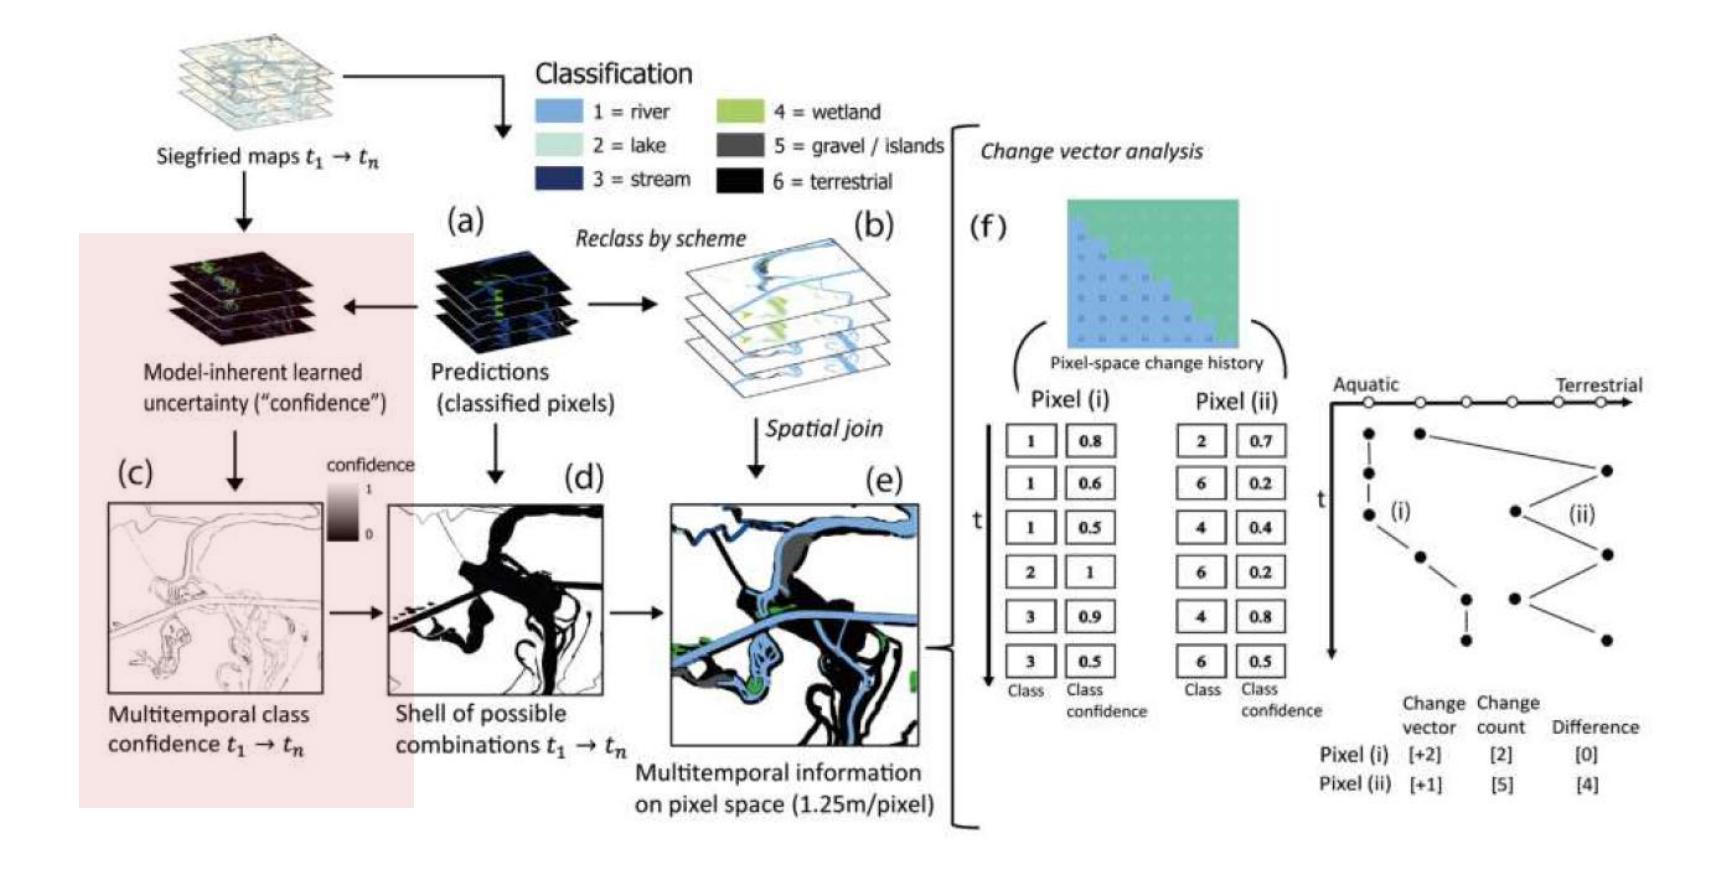 Siegfried maps t₁ → tₙ
Classification
1 = river
2 = lake
3 = stream
4 = wetland
5 = gravel / islands
6 = terrestrial
(a)
Reclass by scheme
(b)
Model-inherent learned
uncertainty (“confidence”)
Predictions
(classified pixels)
Spatial join
(c)
confidence
1
0
(d)
(e)
Multitemporal class
confidence t₁ → tₙ
Shell of possible
combinations t₁ → tₙ
Multitemporal information
on pixel space (1.25m/pixel)
Change vector analysis
(f)
Pixel-space change history
Pixel (i)
Pixel (ii)
t
1 0.8 2 0.7
1 0.6 6 0.2
1 0.5 4 0.4
2 1 6 0.2
3 0.9 4 0.8
3 0.5 6 0.5
Class
Class
confidence
Class
Class
confidence
Aquatic
Terrestrial
t
(i)
(ii)
Change Change
vector count Difference
Pixel (i) [+2] [2] [0]
Pixel (ii) [+1] [5] [4]